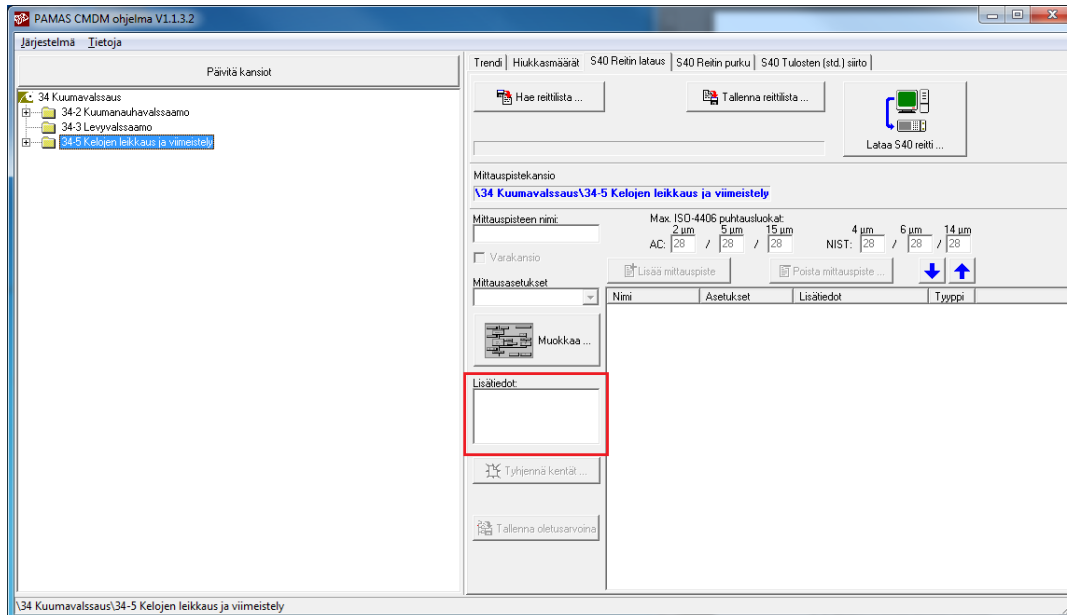 PAMAS CMDM ohjelma V1.1.3.2
Järjestelmä Tietoja
Päivitä kansiot
34 Kuumavalssaus
34-2 Kuumanauhavalssaamo
34-3 Levyvalssaamo
34-5 Kelojen leikkaus ja viimeistely
Trendi Hiukkasmäärät S40 Reitin lataus S40 Reitin purku S40 Tulosten (std.) siirto
Hae reittilista ... Tallenna reittilista ...
Lataa S40 reitti ...
Mittauspistekansio
\34 Kuumavalssaus\34-5 Kelojen leikkaus ja viimeistely
Mittauspisteen nimi: Max. ISO-4406 puhtausluokat:
2 µm 5 µm 15 µm 4 µm 6 µm 14 µm
AC: 28 / 28 / 28 NIST: 28 / 28 / 28
Varakansio
Lisää mittauspiste Poista mittauspiste ...
Mittausasetukset
Nimi Asetukset Lisätiedot Tyyppi
Muokkaa ...
Lisätiedot:
Tyhjennä kentät ...
Tallenna oletusarvoina
\34 Kuumavalssaus\34-5 Kelojen leikkaus ja viimeistely